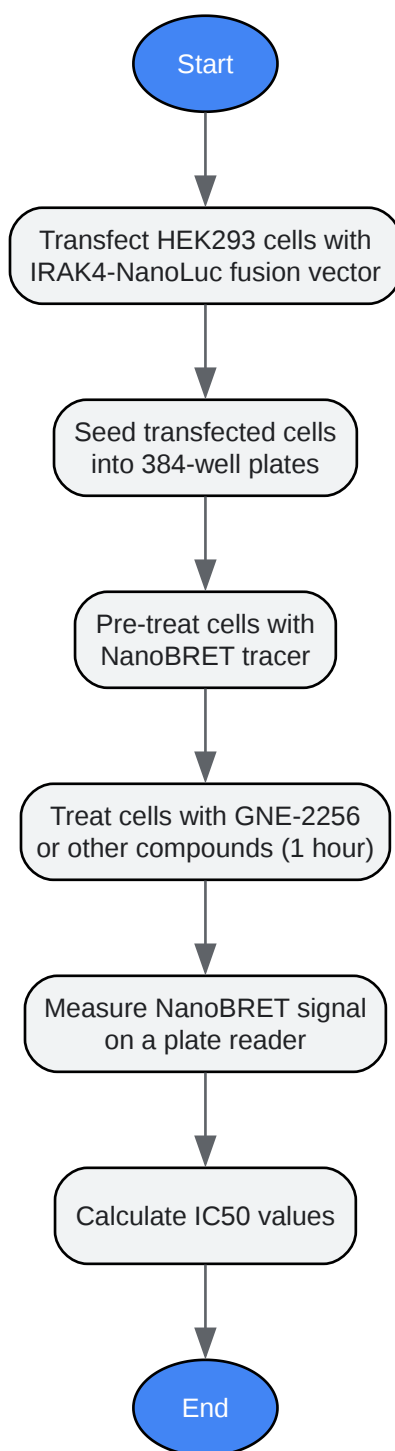 Start
Transfect HEK293 cells with
IRAK4-NanoLuc fusion vector
Seed transfected cells
into 384-well plates
Pre-treat cells with
NanoBRET tracer
Treat cells with GNE-2256
or other compounds (1 hour)
Measure NanoBRET signal
on a plate reader
Calculate IC50 values
End